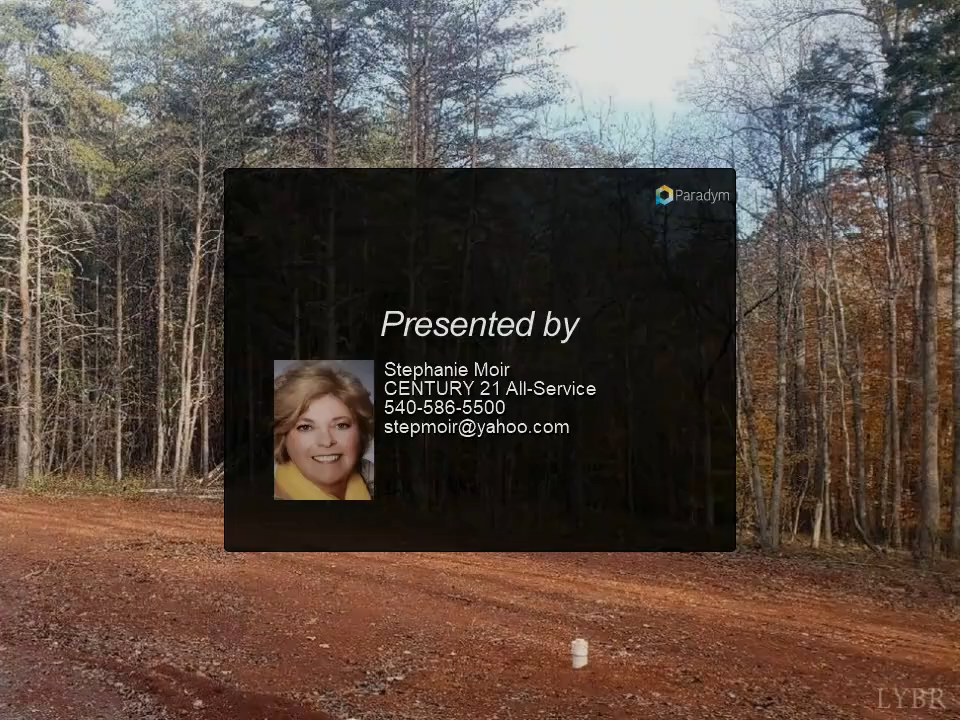 Paradym
Presented by
Stephanie Moir
CENTURY 21 All-Service
540-586-5500
stepmoir@yahoo.com
LYBR